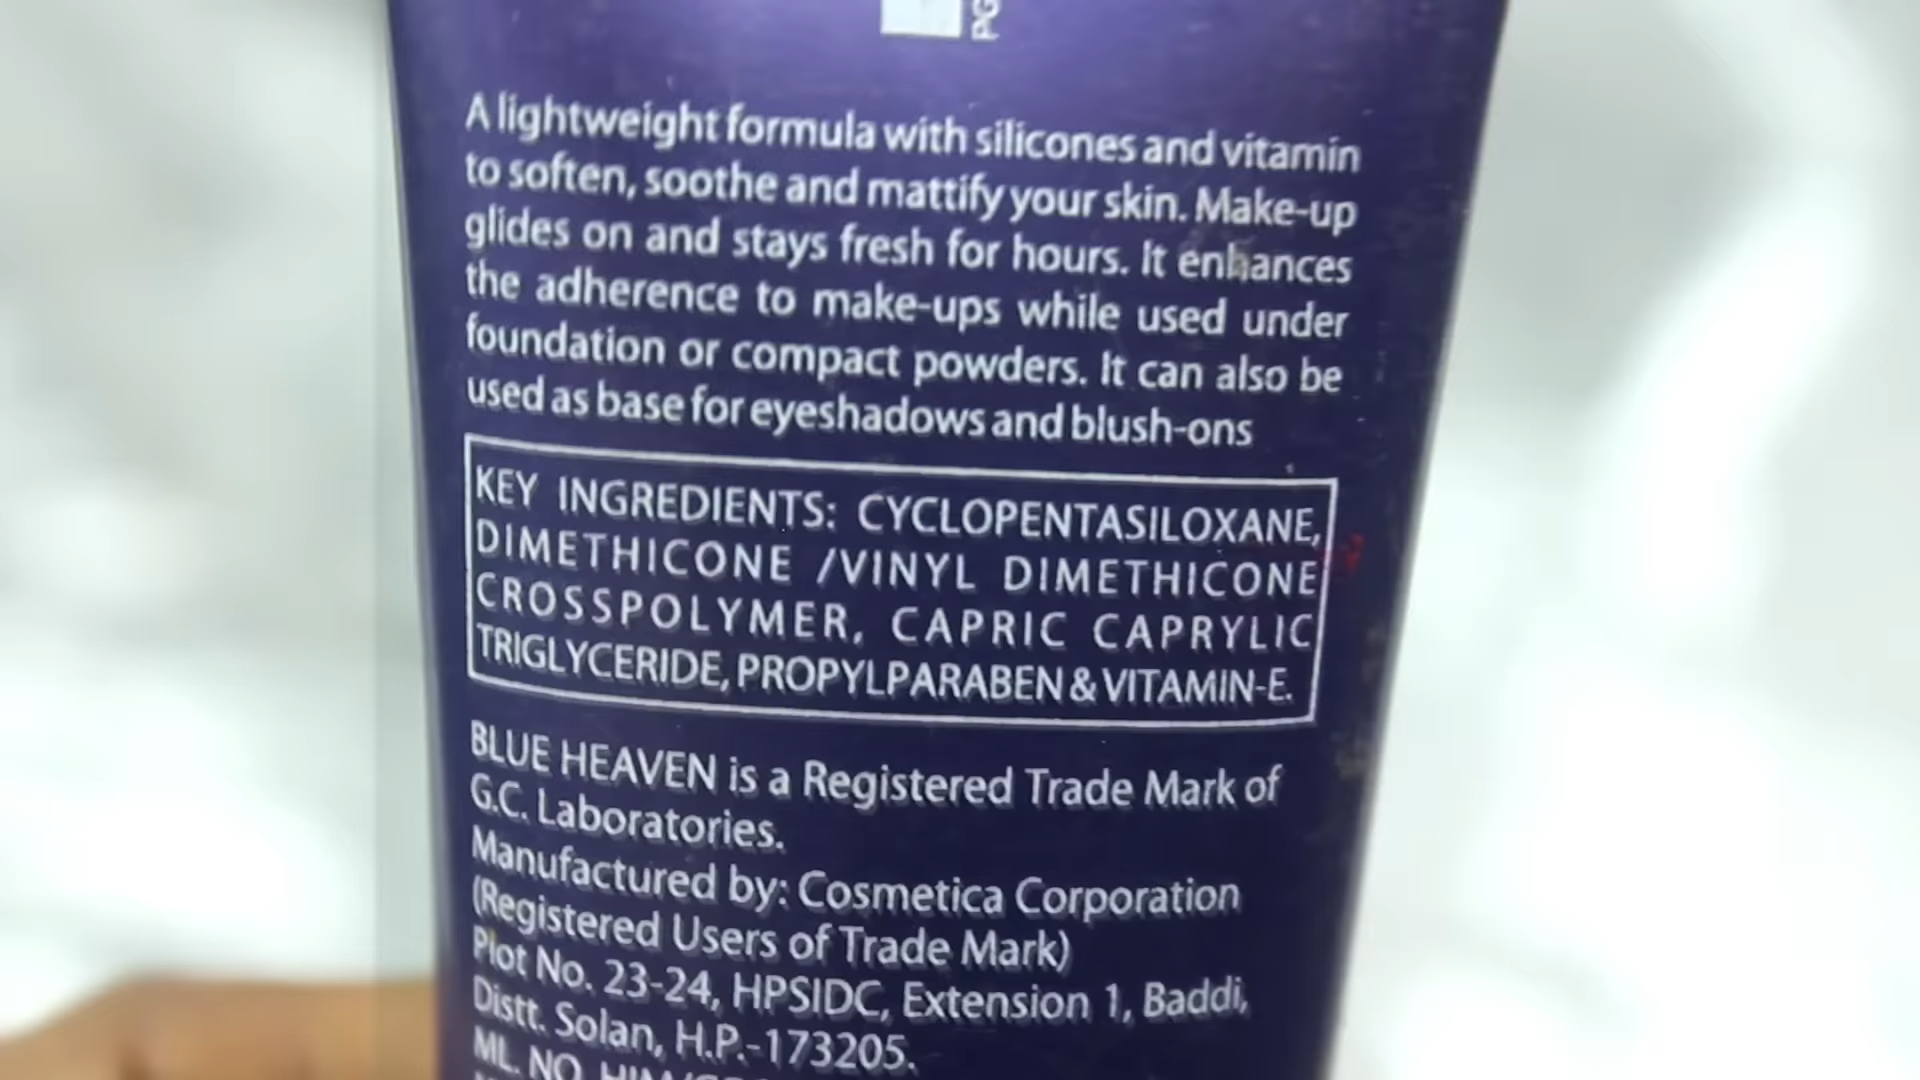 PG
A lightweight formula with silicones and vitamin
to soften, soothe and mattify your skin. Make-up
glides on and stays fresh for hours. It enhances
the adherence to make-ups while used under
foundation or compact powders. It can also be
used as base for eyeshadows and blush-ons
KEY INGREDIENTS: CYCLOPENTASILOXANE,
DIMETHICONE /VINYL DIMETHICONE
CROSSPOLYMER, CAPRIC CAPRYLIC
TRIGLYCERIDE, PROPYLPARABEN & VITAMIN-E.
BLUE HEAVEN is a Registered Trade Mark of
G.C. Laboratories.
Manufactured by: Cosmetica Corporation
(Registered Users of Trade Mark)
Plot No. 23-24, HPSIDC, Extension 1, Baddi,
Distt. Solan, H.P.-173205.
ML. NO.